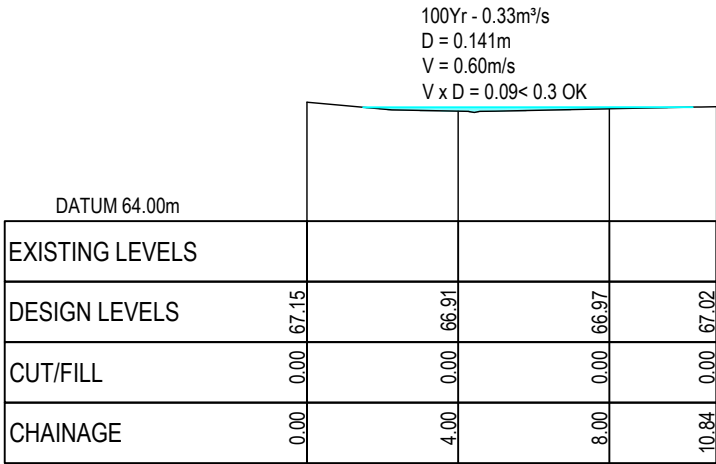 100Yr - 0.33m³/s
D = 0.141m
V = 0.60m/s
V x D = 0.09< 0.3 OK
DATUM 64.00m
EXISTING LEVELS
DESIGN LEVELS 67.15 66.91 66.97 67.02
CUT/FILL 0.00 0.00 0.00 0.00
CHAINAGE 0.00 4.00 8.00 10.84